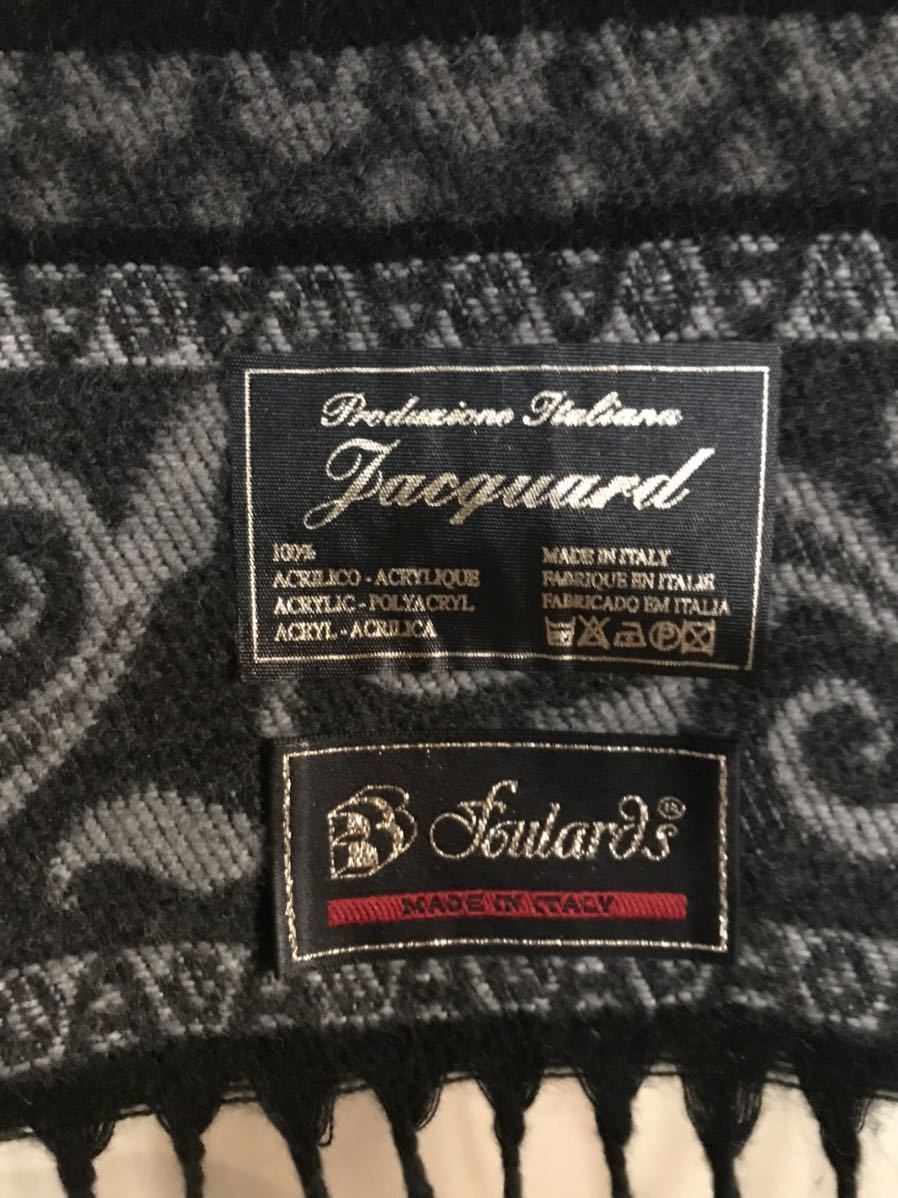 Produzione Italiana
Jacquard
100%
ACRILICO - ACRYLIQUE
ACRYLIC - POLYACRYL
ACRYL - ACRILICA
MADE IN ITALY
FABRIQUE EN ITALIE
FABRICADO EM ITALIA
P
Foulards®
MADE IN ITALY